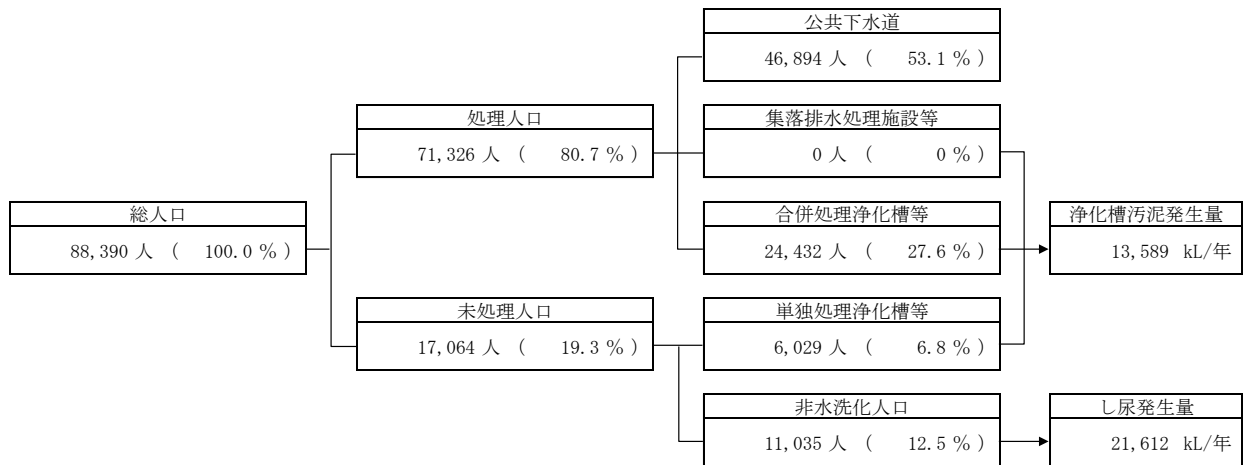 公共下水道
46,894 人 ( 53.1 % )
処理人口
71,326 人 ( 80.7 % )
集落排水処理施設等
0 人 ( 0 % )
総人口
88,390 人 ( 100.0 % )
合併処理浄化槽等
24,432 人 ( 27.6 % )
浄化槽汚泥発生量
13,589 kL/年
未処理人口
17,064 人 ( 19.3 % )
単独処理浄化槽等
6,029 人 ( 6.8 % )
非水洗化人口
11,035 人 ( 12.5 % )
し尿発生量
21,612 kL/年